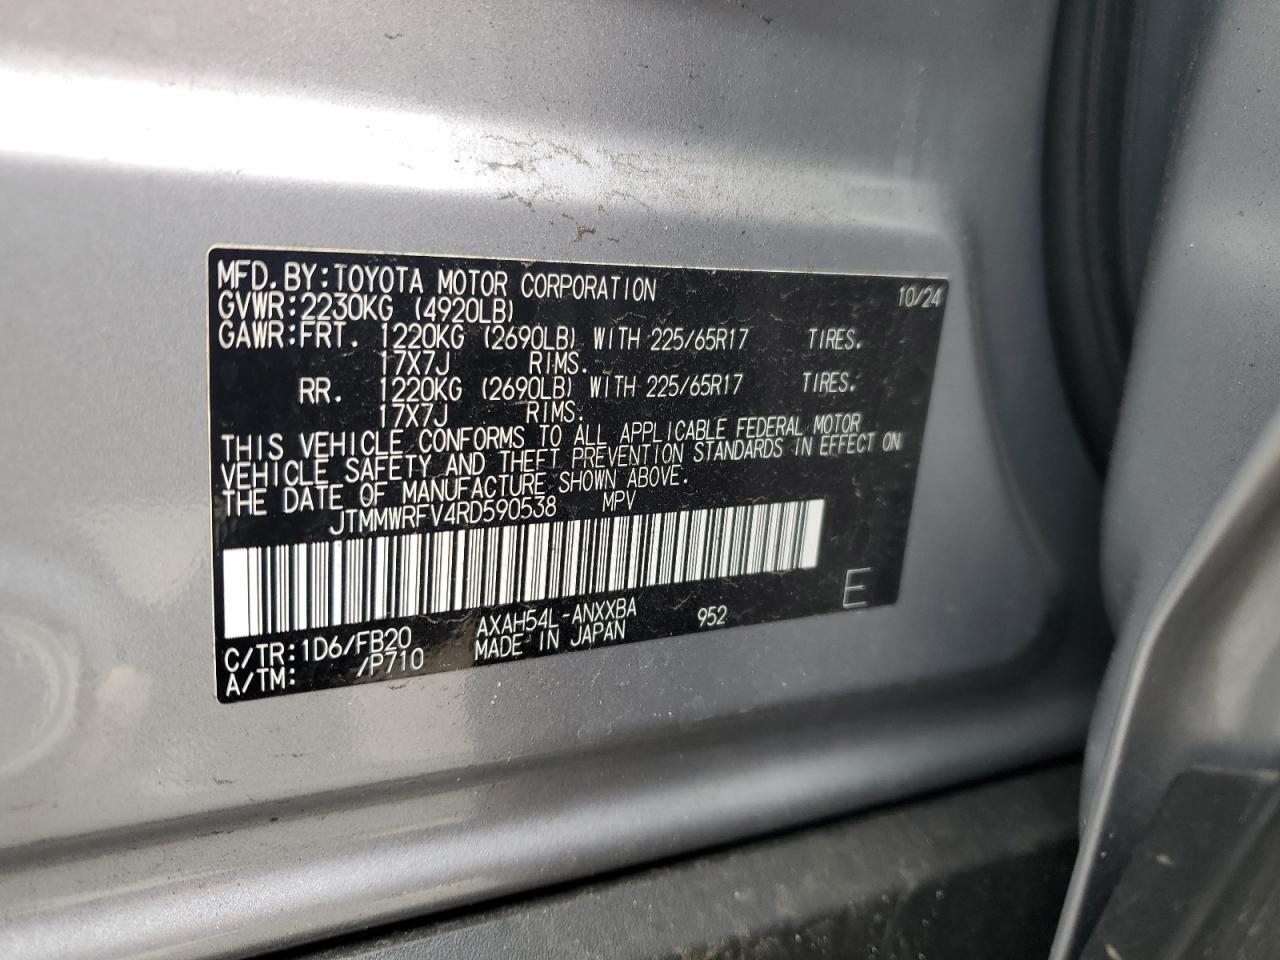 MFD.BY:TOYOTA MOTOR CORPORATION 10/24
GVWR:2230KG (4920LB)
GAWR:FRT. 1220KG (2690LB) WITH 225/65R17 TIRES.
17X7J RIMS.
RR. 1220KG (2690LB) WITH 225/65R17 TIRES.
17X7J RIMS.
THIS VEHICLE CONFORMS TO ALL APPLICABLE FEDERAL MOTOR
VEHICLE SAFETY AND THEFT PREVENTION STANDARDS IN EFFECT ON
THE DATE OF MANUFACTURE SHOWN ABOVE.
JTMMWRFV4RD590538 MPV
C/TR:1D6/FB20 AXAH54L-ANXXBA 952 E
A/TM: /P710 MADE IN JAPAN